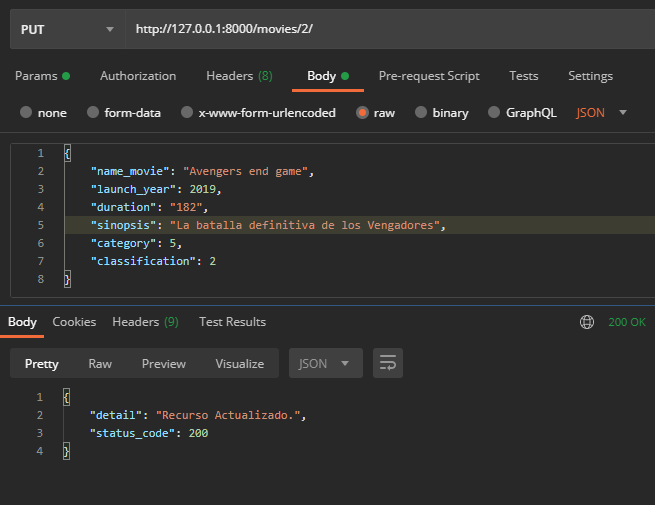 PUT http://127.0.0.1:8000/movies/2/
Params Authorization Headers (8) Body Pre-request Script Tests Settings
none form-data x-www-form-urlencoded raw binary GraphQL JSON
1 {
2 "name_movie": "Avengers end game",
3 "launch_year": 2019,
4 "duration": "182",
5 "sinopsis": "La batalla definitiva de los Vengadores",
6 "category": 5,
7 "classification": 2
8 }
Body Cookies Headers (9) Test Results 200 OK
Pretty Raw Preview Visualize JSON
1 {
2 "detail": "Recurso Actualizado.",
3 "status_code": 200
4 }